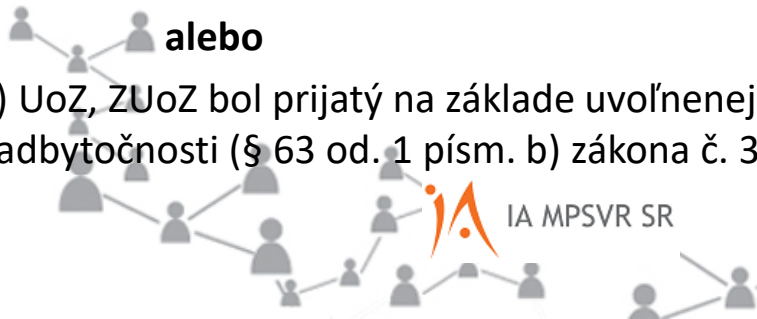 alebo
) UoZ, ZUoZ bol prijatý na základe uvoľnenej
adbytočnosti (§ 63 od. 1 písm. b) zákona č. 3
IA MPSVR SR